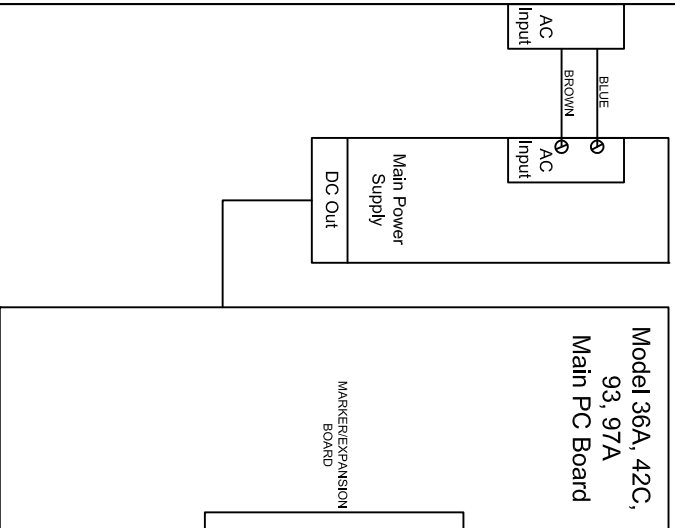 AC
Input
BLUE
BROWN
AC
Input
Main Power
Supply
DC Out
Model 36A, 42C,
93, 97A
Main PC Board
MARKER/EXPANSION
BOARD